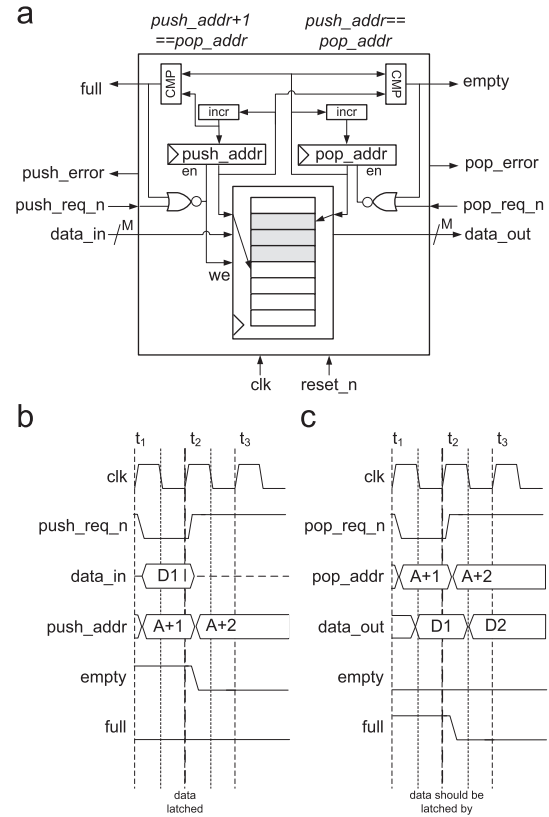 a
push_addr+1
==pop_addr
push_addr==
pop_addr
full
CMP
CMP
empty
incr
incr
push_addr
pop_addr
en
en
push_error
pop_error
push_req_n
pop_req_n
data_in
M
M
data_out
we
clk
reset_n
b
t1
t2
t3
clk
push_req_n
data_in
D1
push_addr
A+1
A+2
empty
full
data
latched
c
t1
t2
t3
clk
pop_req_n
pop_addr
A+1
A+2
data_out
D1
D2
empty
full
data should be
latched by